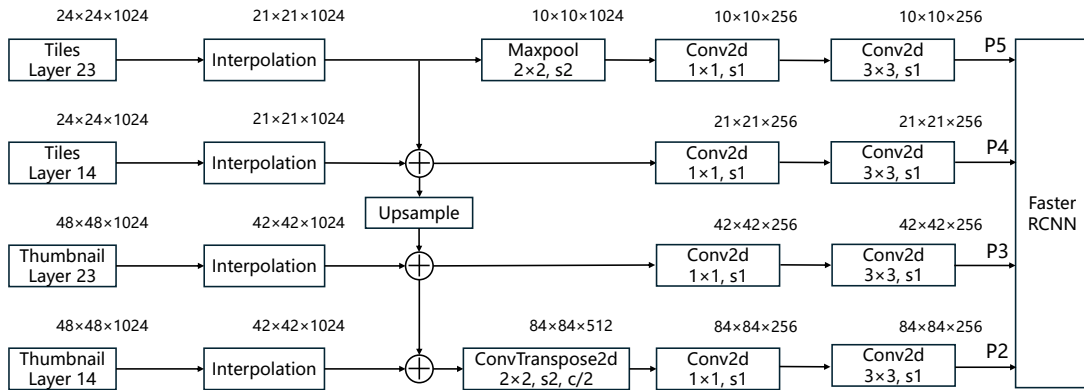 24×24×1024
21×21×1024
10×10×1024
10×10×256
10×10×256
Tiles
Layer 23
Interpolation
Maxpool
2×2, s2
Conv2d
1×1, s1
Conv2d
3×3, s1
P5
24×24×1024
21×21×1024
21×21×256
21×21×256
Tiles
Layer 14
Interpolation
Conv2d
1×1, s1
Conv2d
3×3, s1
P4
Upsample
Faster
RCNN
48×48×1024
42×42×1024
42×42×256
42×42×256
Thumbnail
Layer 23
Interpolation
Conv2d
1×1, s1
Conv2d
3×3, s1
P3
48×48×1024
42×42×1024
84×84×512
84×84×256
84×84×256
Thumbnail
Layer 14
Interpolation
ConvTranspose2d
2×2, s2, c/2
Conv2d
1×1, s1
Conv2d
3×3, s1
P2